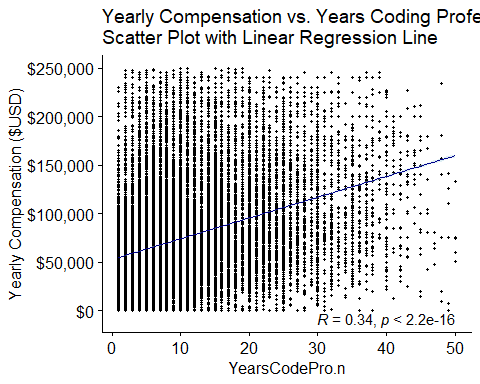 Yearly Compensation vs. Years Coding Profe
Scatter Plot with Linear Regression Line
Yearly Compensation ($USD)
$250,000
$200,000
$150,000
$100,000
$50,000
$0
R = 0.34, p < 2.2e-16
0 10 20 30 40 50
YearsCodePro.n